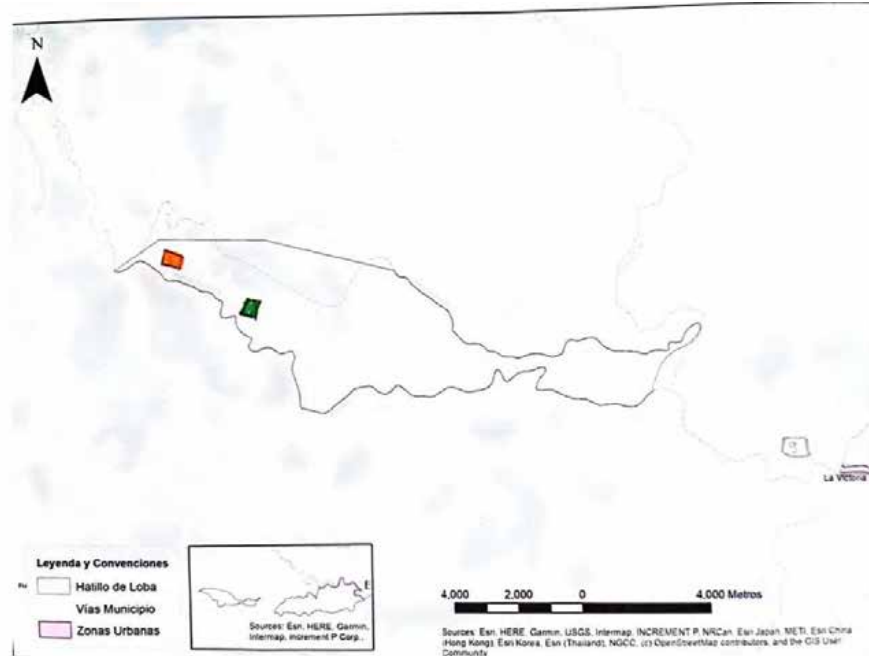 N
La Victoria
Leyenda y Convenciones
Hatillo de Loba
Vías Municipio
Zonas Urbanas
E
Sources: Esri, HERE, Garmin,
Intermap, increment P Corp.,
4,000 2,000 0 4,000 Metros
Sources: Esri, HERE, Garmin, USGS, Intermap, INCREMENT P, NRCan, Esri Japan, METI, Esri China
(Hong Kong), Esri Korea, Esri (Thailand), NGCC, (c) OpenStreetMap contributors, and the GIS User
Community